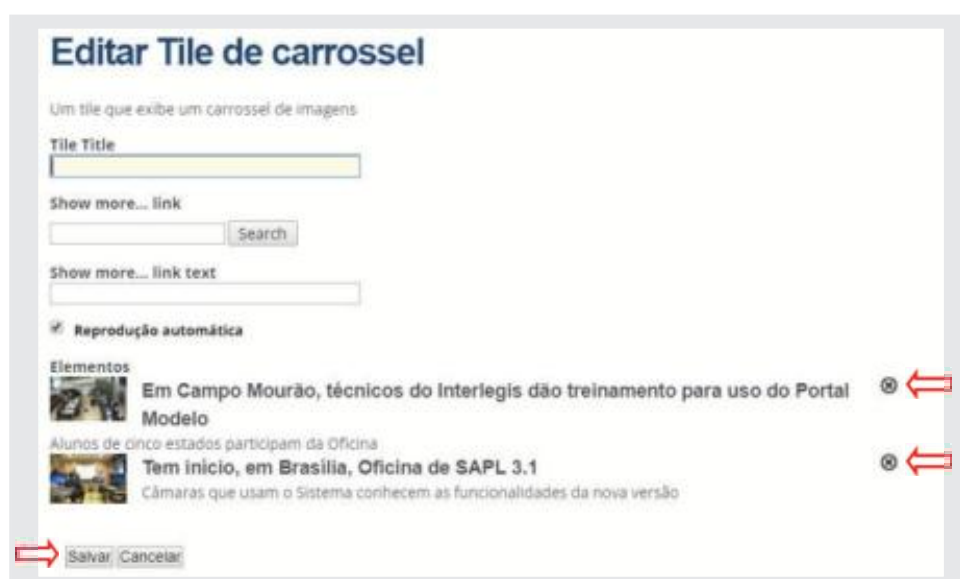 Editar Tile de carrossel
Um tile que exibe um carrossel de imagens
Tile Title
Show more... link
Search
Show more... link text
Reprodução automática
Elementos
Em Campo Mourão, técnicos do Interlegis dão treinamento para uso do Portal
Modelo
Alunos de cinco estados participam da Oficina
Tem inicio, em Brasília, Oficina de SAPL 3.1
Câmaras que usam o Sistema conhecem as funcionalidades da nova versão
Salvar Cancelar